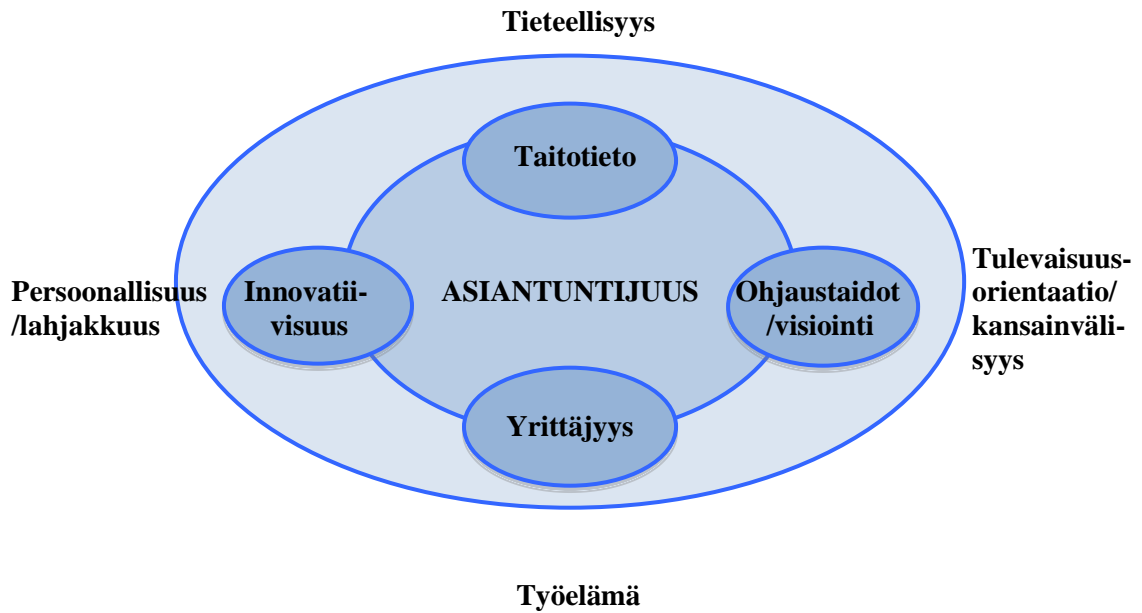 Tieteellisyys
Taitotieto
Persoonallisuus
/lahjakkuus
Innovatii-
visuus
ASIANTUNTIJUUS
Ohjaustaidot
/visiointi
Tulevaisuus-
orientaatio/
kansainväli-
syys
Yrittäjyys
Työelämä